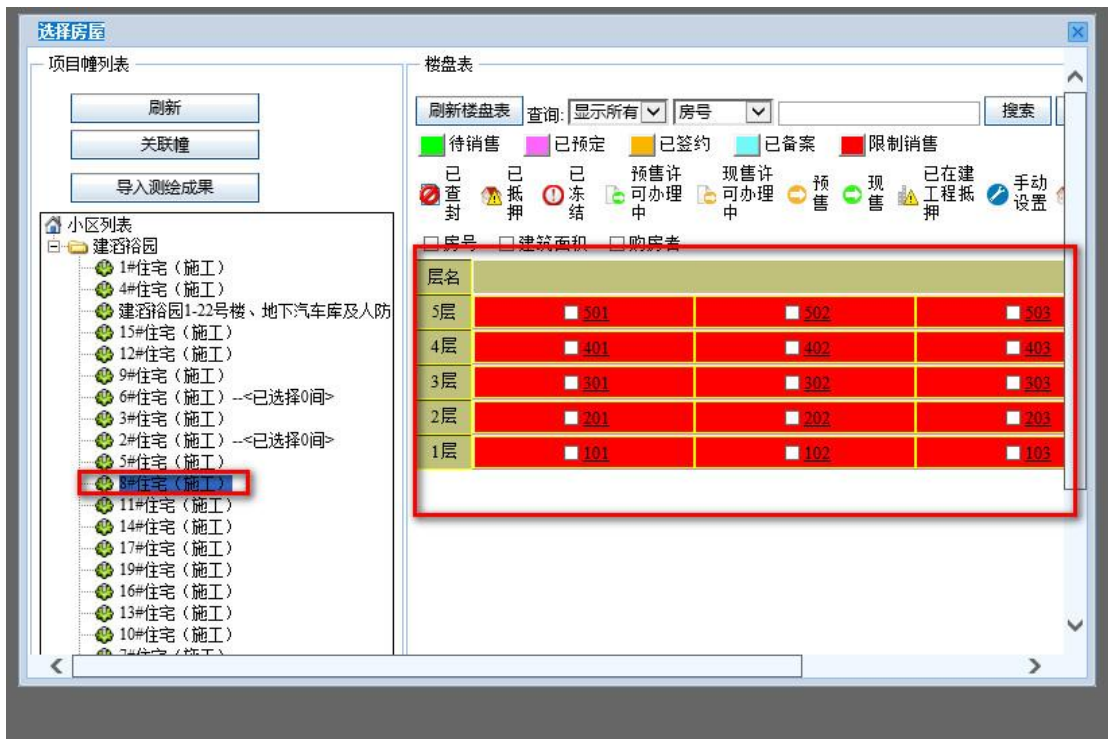 选择房屋
项目幢列表
刷新
关联幢
导入测绘成果
小区列表
建滔裕园
1#住宅（施工）
4#住宅（施工）
建滔裕园1-22号楼、地下汽车库及人防
15#住宅（施工）
12#住宅（施工）
9#住宅（施工）
6#住宅（施工）--<已选择0间>
3#住宅（施工）
2#住宅（施工）--<已选择0间>
5#住宅（施工）
8#住宅（施工）
11#住宅（施工）
14#住宅（施工）
17#住宅（施工）
19#住宅（施工）
16#住宅（施工）
13#住宅（施工）
10#住宅（施工）
7#住宅（施工）
楼盘表
刷新楼盘表 查询: 显示所有 房号 搜索
待销售 已预定 已签约 已备案 限制销售
已查封 已抵押 已冻结 预售许可办理中 现售许可办理中 预售 现售 已在建工程抵押 手动设置
房号 建筑面积 购房者
层名
5层 501 502 503
4层 401 402 403
3层 301 302 303
2层 201 202 203
1层 101 102 103